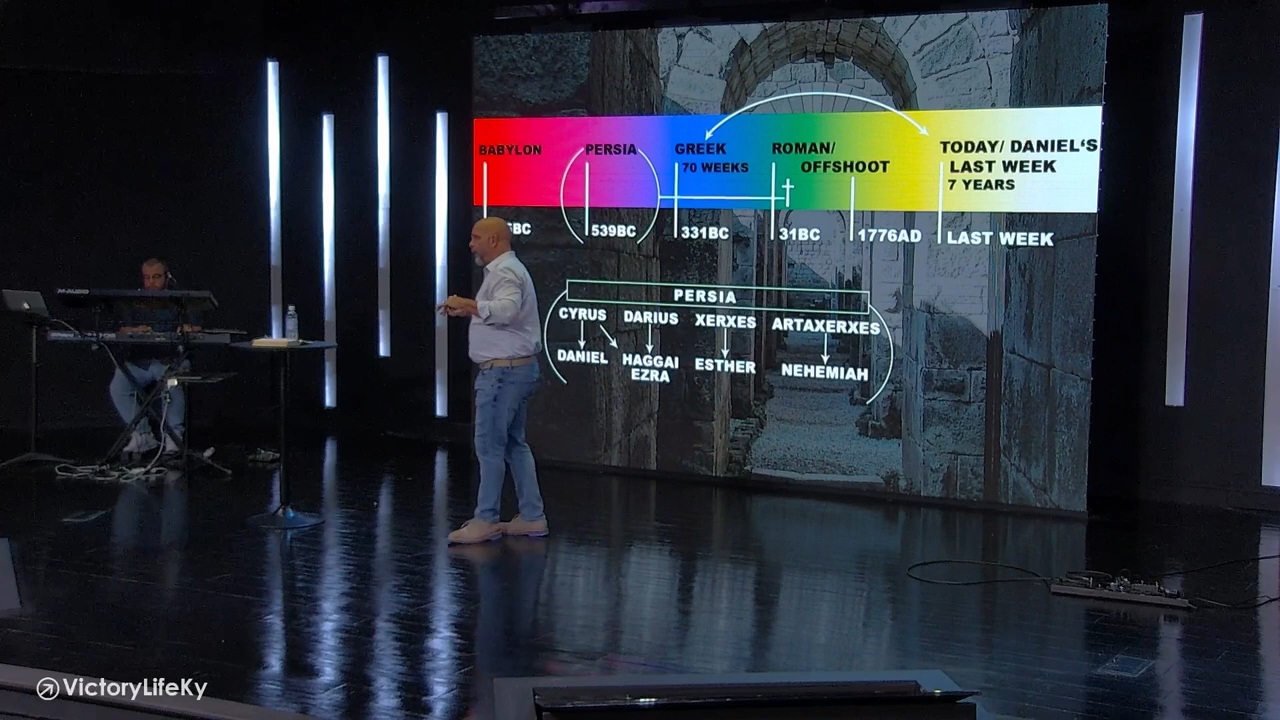 BABYLON
PERSIA
GREEK
70 WEEKS
ROMAN/
OFFSHOOT
TODAY/ DANIEL'S
LAST WEEK
7 YEARS
BC
539BC
331BC
31BC
1776AD
LAST WEEK
PERSIA
CYRUS DARIUS XERXES ARTAXERXES
DANIEL HAGGAI ESTHER NEHEMIAH
EZRA
M-AUDIO
VictoryLifeKy